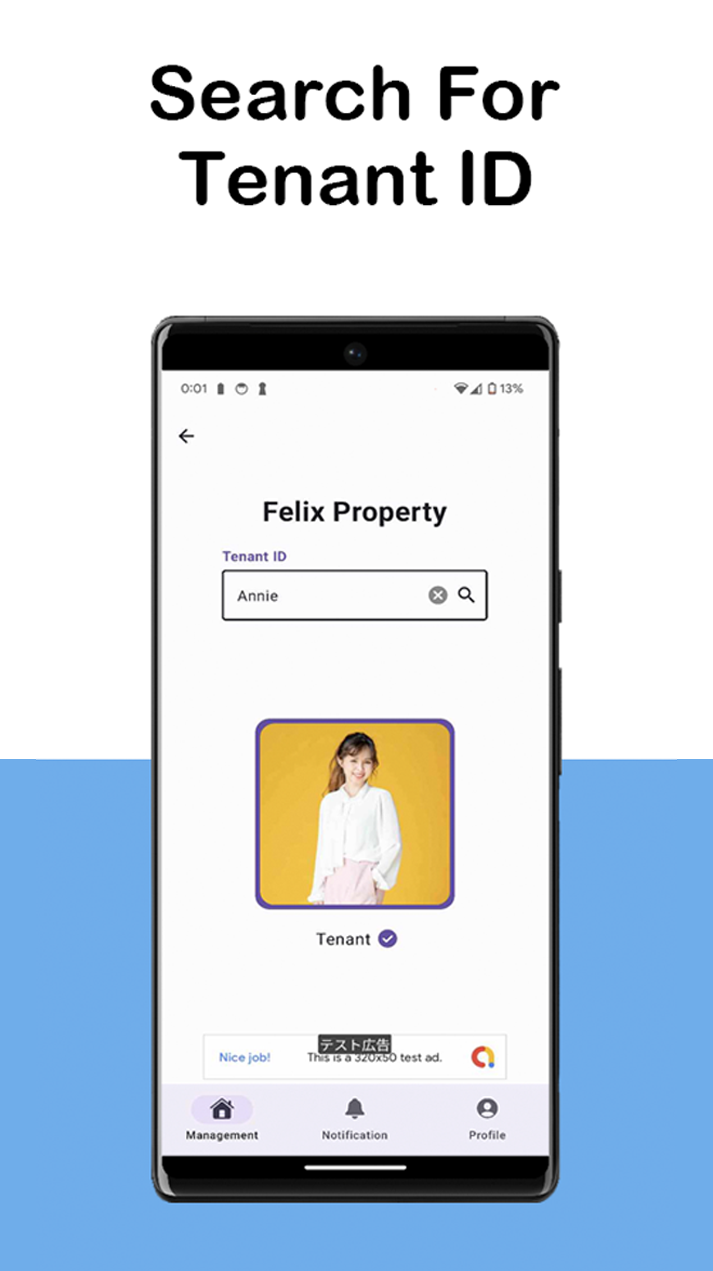 Search For
Tenant ID
0:01
13%
Felix Property
Tenant ID
Annie
Tenant
テスト広告
Nice job!
This is a 320x50 test ad.
Management
Notification
Profile